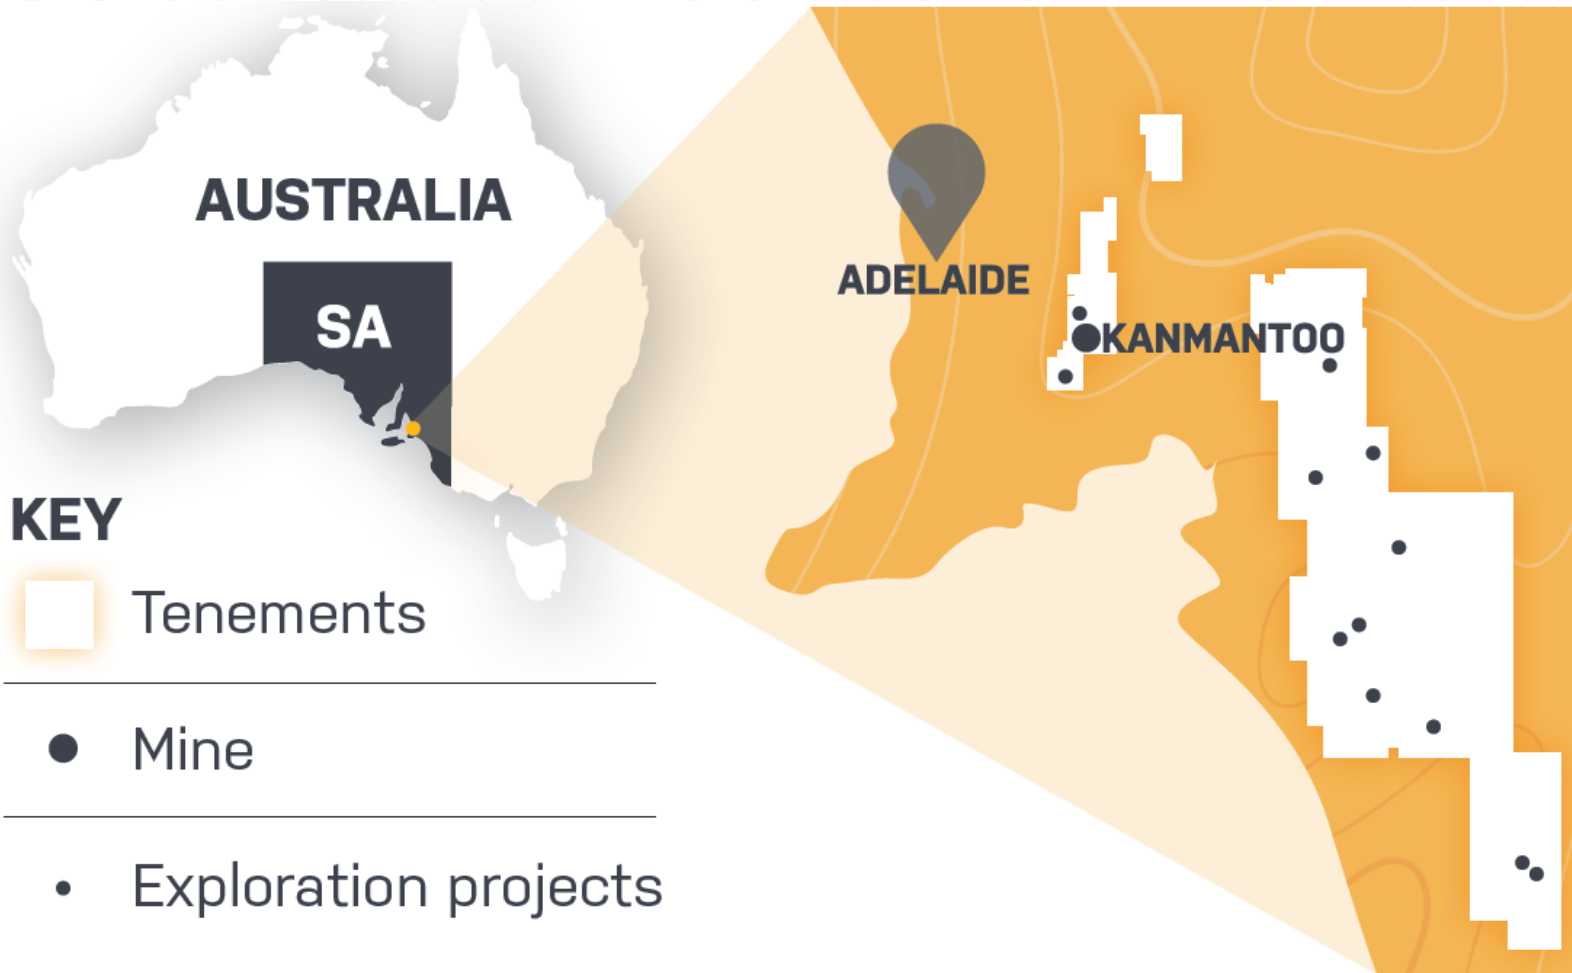 AUSTRALIA
SA
ADELAIDE
KANMANTOO
KEY
Tenements
Mine
Exploration projects